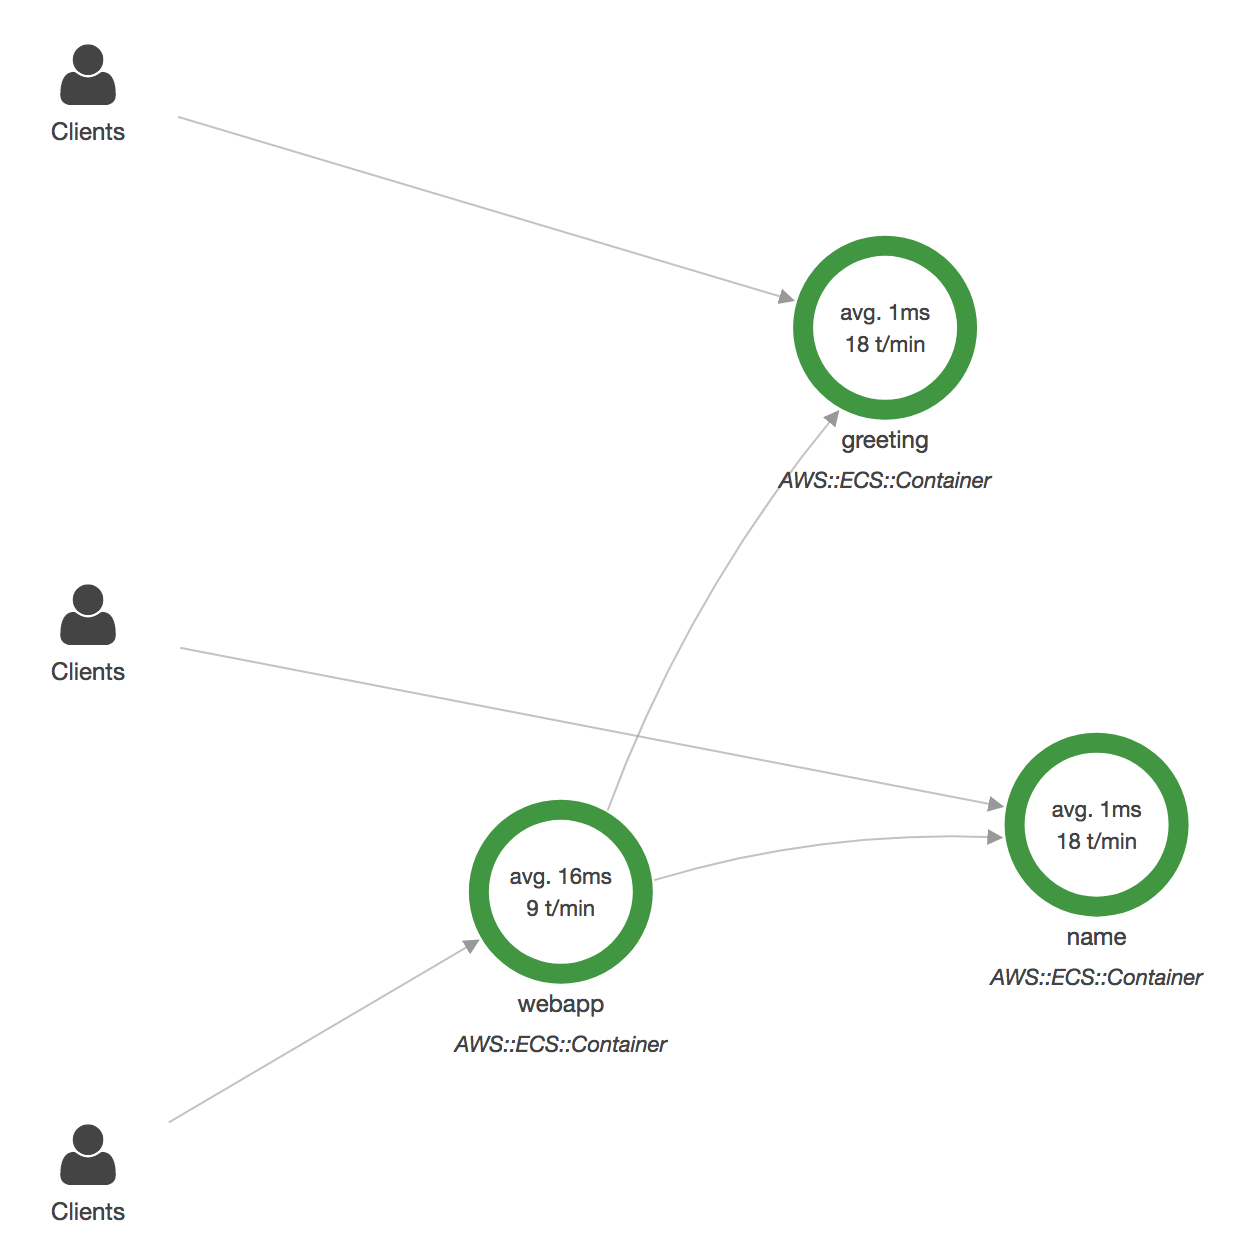 Clients
avg. 1ms
18 t/min
greeting
AWS::ECS::Container
Clients
avg. 1ms
18 t/min
name
AWS::ECS::Container
avg. 16ms
9 t/min
webapp
AWS::ECS::Container
Clients